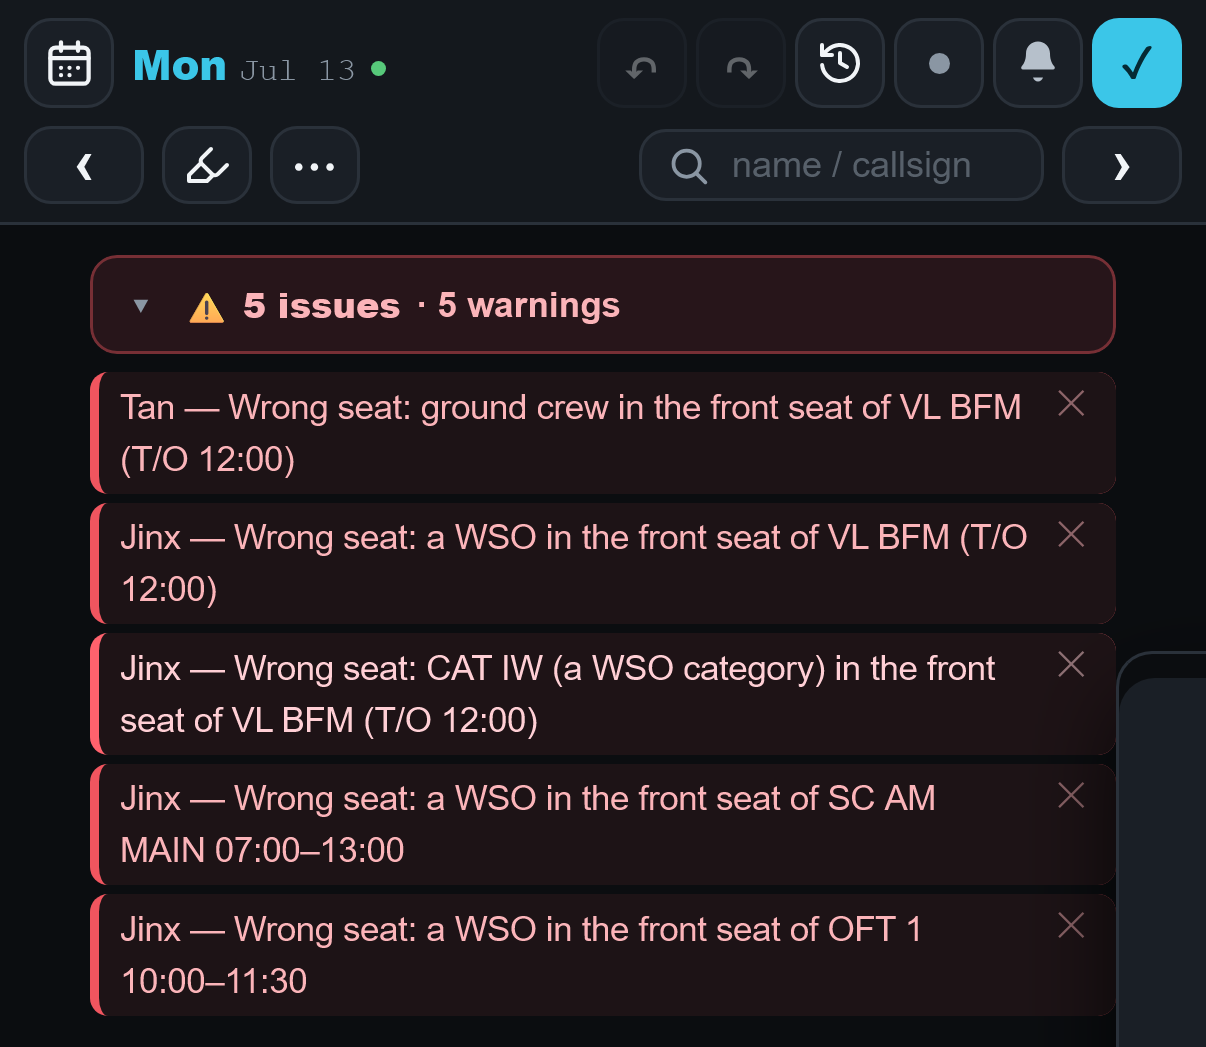 Mon Jul 13
name / callsign
5 issues · 5 warnings
Tan — Wrong seat: ground crew in the front seat of VL BFM
(T/O 12:00)
Jinx — Wrong seat: a WSO in the front seat of VL BFM (T/O
12:00)
Jinx — Wrong seat: CAT IW (a WSO category) in the front
seat of VL BFM (T/O 12:00)
Jinx — Wrong seat: a WSO in the front seat of SC AM
MAIN 07:00–13:00
Jinx — Wrong seat: a WSO in the front seat of OFT 1
10:00–11:30